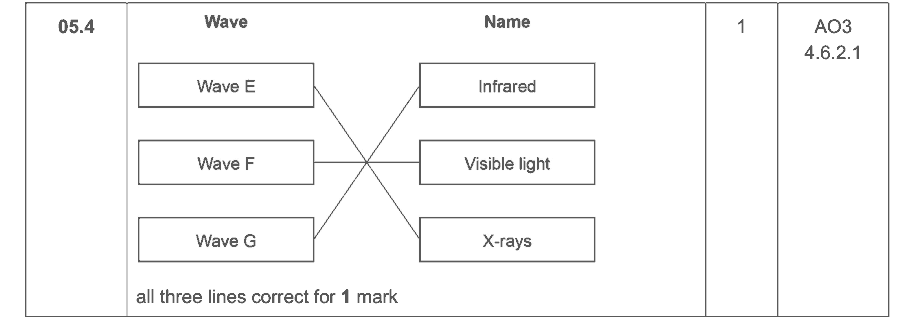 05.4 Wave Name 1 AO3
4.6.2.1
Wave E Infrared
Wave F Visible light
Wave G X-rays
all three lines correct for 1 mark